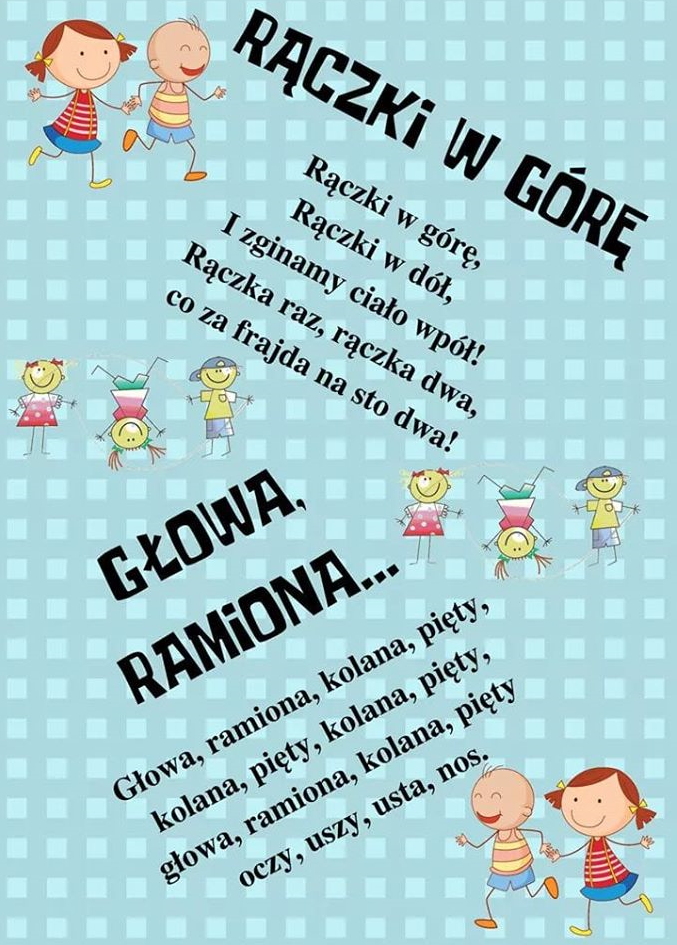 RĄCZKi W GÓRĘ
Rączki w górę,
Rączki w dół,
I zginamy ciało wpół!
Rączka raz, rączka dwa,
co za frajda na sto dwa!
GŁOWA,
RAMiONA...
Głowa, ramiona, kolana, pięty,
kolana, pięty, kolana, pięty,
głowa, ramiona, kolana, pięty
oczy, uszy, usta, nos.